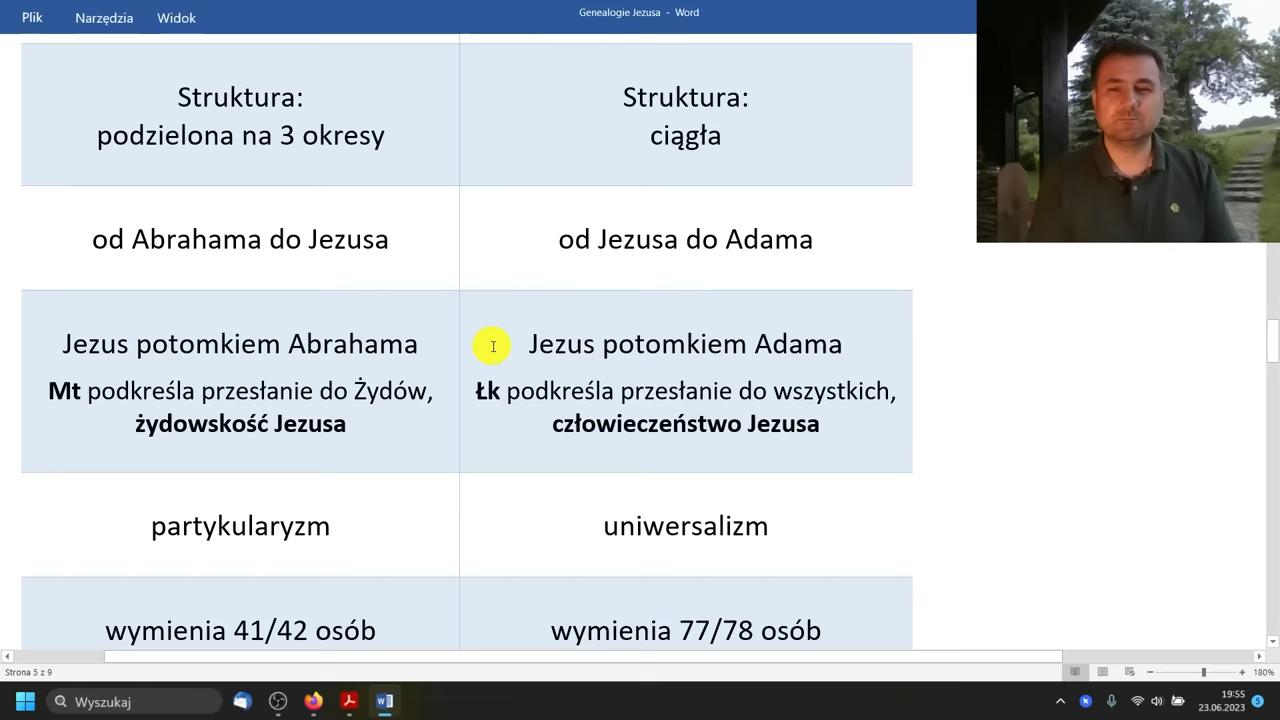 Genealogie Jezusa - Word
Plik Narzędzia Widok
Struktura:
podzielona na 3 okresy
Struktura:
ciągła
od Abrahama do Jezusa
od Jezusa do Adama
Jezus potomkiem Abrahama
Mt podkreśla przesłanie do Żydów,
żydowskość Jezusa
Jezus potomkiem Adama
Łk podkreśla przesłanie do wszystkich,
człowieczeństwo Jezusa
partykularyzm
uniwersalizm
wymienia 41/42 osób
wymienia 77/78 osób
Strona 5 z 9
180%
Wyszukaj
19:55
23.06.2023
5